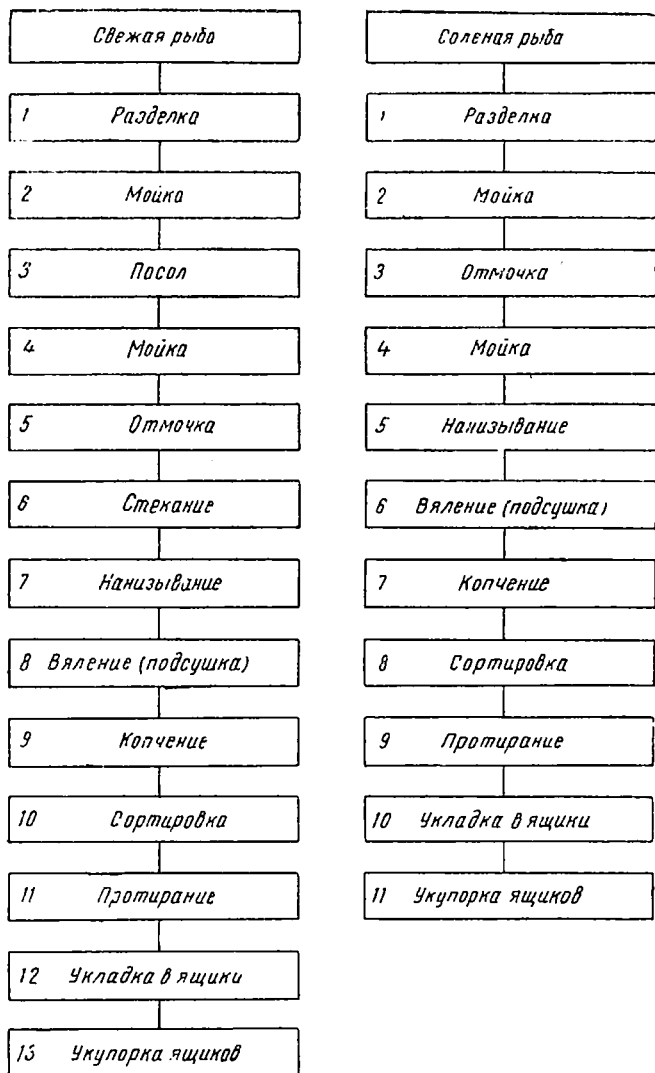 Свежая рыба
1 Разделка
2 Мойка
3 Посол
4 Мойка
5 Отмочка
6 Стекание
7 Нанизывание
8 Вяление (подсушка)
9 Копчение
10 Сортировка
11 Протирание
12 Укладка в ящики
13 Укупорка ящиков
Соленая рыба
1 Разделка
2 Мойка
3 Отмочка
4 Мойка
5 Нанизывание
6 Вяление (подсушка)
7 Копчение
8 Сортировка
9 Протирание
10 Укладка в ящики
11 Укупорка ящиков